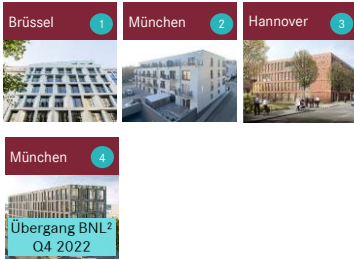 Brüssel 1
München 2
Hannover 3
München 4
Übergang BNL²
Q4 2022